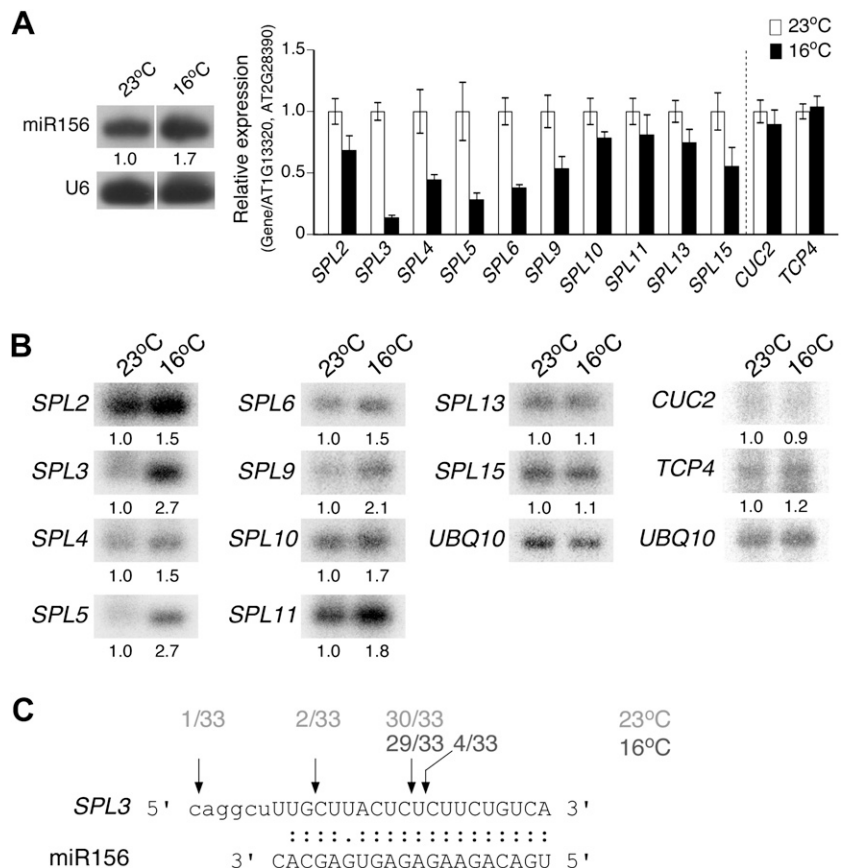 A
23°C 16°C
miR156
1.0 1.7
U6
23°C
16°C
Relative expression
(Gene/AT1G13320, AT2G28390)
1.5
1.0
0.5
0
SPL2 SPL3 SPL4 SPL5 SPL6 SPL9 SPL10 SPL11 SPL13 SPL15 CUC2 TCP4
B
23°C 16°C 23°C 16°C 23°C 16°C 23°C 16°C
SPL2 SPL6 SPL13 CUC2
1.0 1.5 1.0 1.5 1.0 1.1 1.0 0.9
SPL3 SPL9 SPL15 TCP4
1.0 2.7 1.0 2.1 1.0 1.1 1.0 1.2
SPL4 SPL10 UBQ10 UBQ10
1.0 1.5 1.0 1.7
SPL5 SPL11
1.0 2.7 1.0 1.8
C
1/33 2/33 30/33 23°C
29/33 4/33 16°C
SPL3 5' caggcuUUGCUUACUCUCUUCUGUCA 3'
::::.:::::::::::::::
miR156 3' CACGAGUGAGAGAAGACAGU 5'